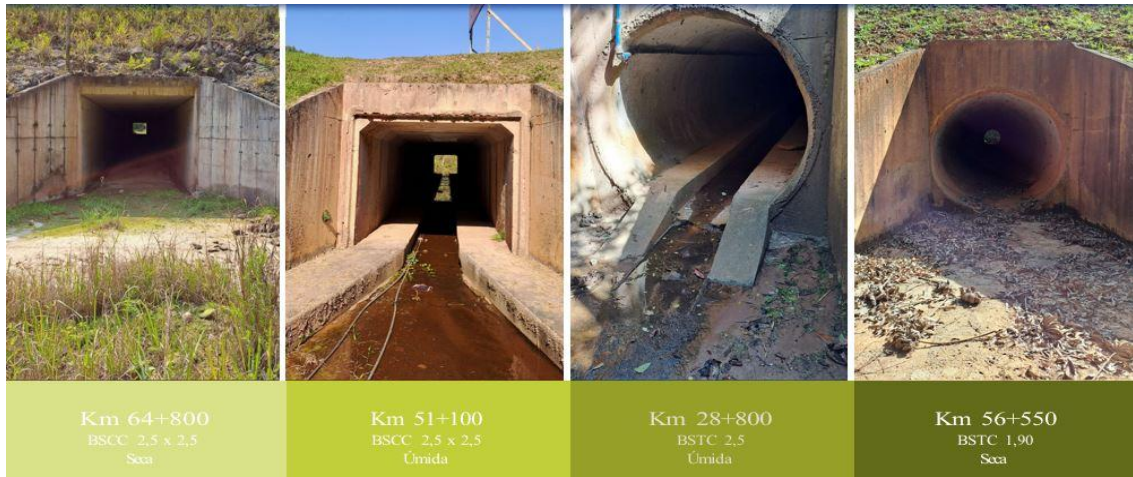 Km 64+800
BSCC 2,5 x 2,5
Seca
Km 51+100
BSCC 2,5 x 2,5
Úmida
Km 28+800
BSTC 2,5
Úmida
Km 56+550
BSTC 1,90
Seca